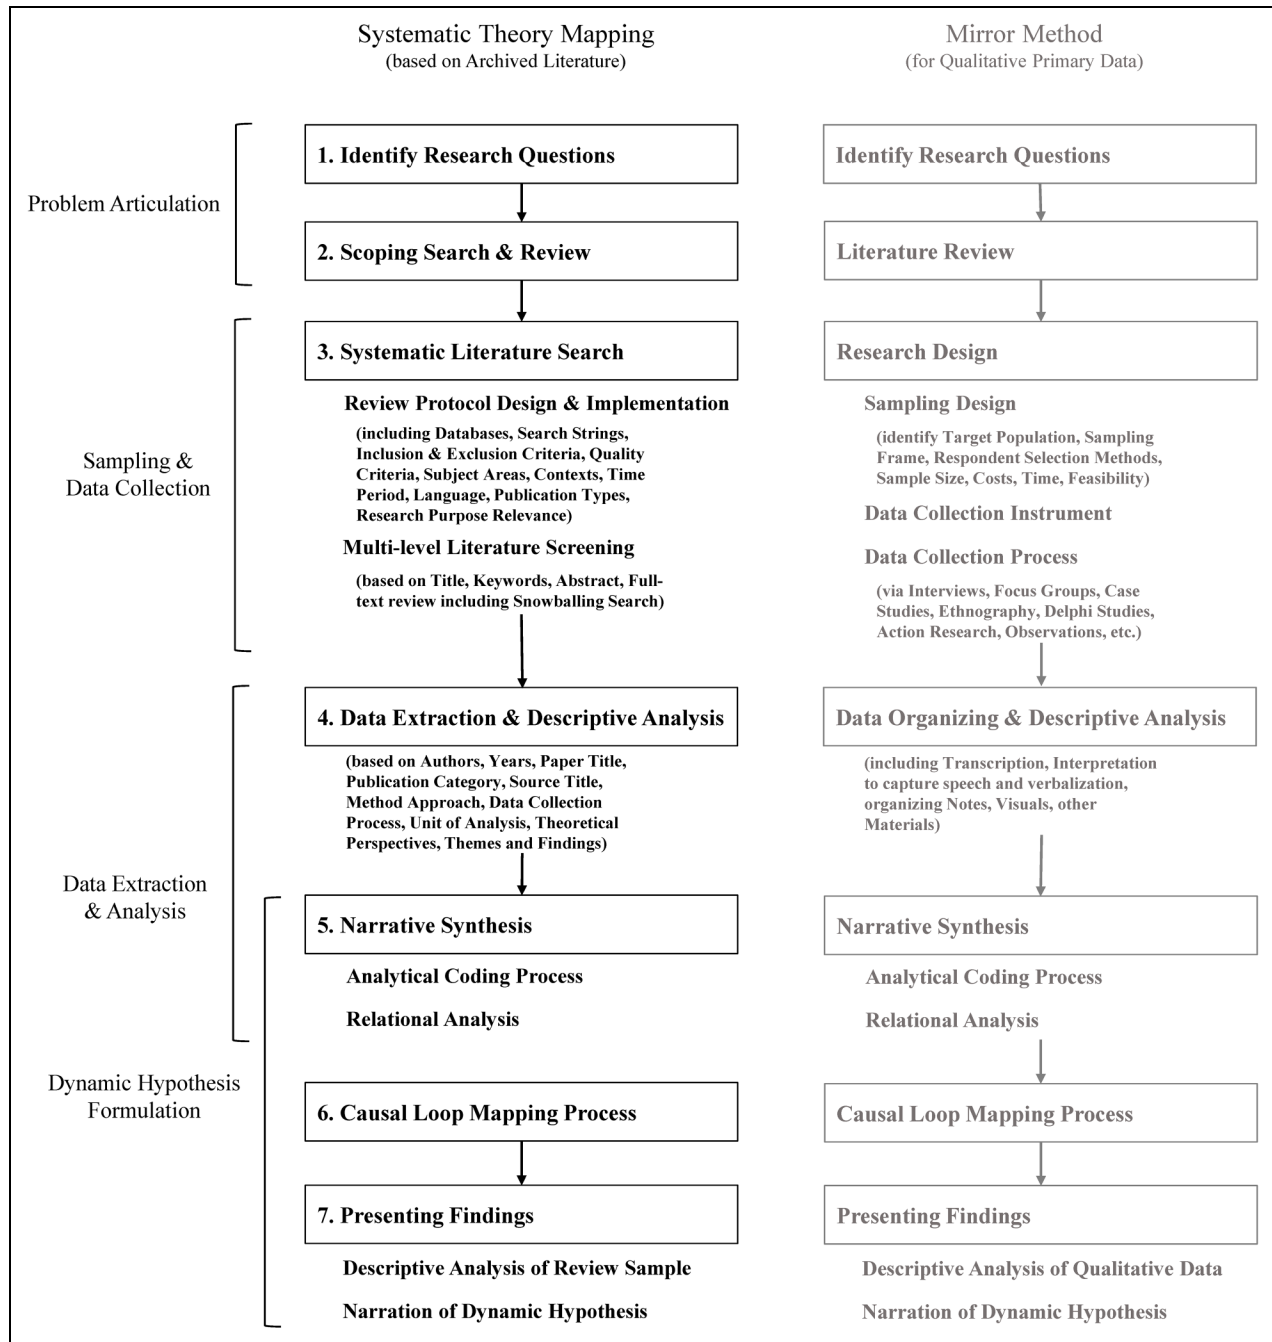 Systematic Theory Mapping
(based on Archived Literature)
Mirror Method
(for Qualitative Primary Data)
Problem Articulation
1. Identify Research Questions
2. Scoping Search & Review
Identify Research Questions
Literature Review
Sampling &
Data Collection
3. Systematic Literature Search
Review Protocol Design & Implementation
(including Databases, Search Strings,
Inclusion & Exclusion Criteria, Quality
Criteria, Subject Areas, Contexts, Time
Period, Language, Publication Types,
Research Purpose Relevance)
Multi-level Literature Screening
(based on Title, Keywords, Abstract, Full-
text review including Snowballing Search)
Research Design
Sampling Design
(identify Target Population, Sampling
Frame, Respondent Selection Methods,
Sample Size, Costs, Time, Feasibility)
Data Collection Instrument
Data Collection Process
(via Interviews, Focus Groups, Case
Studies, Ethnography, Delphi Studies,
Action Research, Observations, etc.)
Data Extraction
& Analysis
4. Data Extraction & Descriptive Analysis
(based on Authors, Years, Paper Title,
Publication Category, Source Title,
Method Approach, Data Collection
Process, Unit of Analysis, Theoretical
Perspectives, Themes and Findings)
Data Organizing & Descriptive Analysis
(including Transcription, Interpretation
to capture speech and verbalization,
organizing Notes, Visuals, other
Materials)
5. Narrative Synthesis
Analytical Coding Process
Relational Analysis
Narrative Synthesis
Analytical Coding Process
Relational Analysis
Dynamic Hypothesis
Formulation
6. Causal Loop Mapping Process
7. Presenting Findings
Descriptive Analysis of Review Sample
Narration of Dynamic Hypothesis
Causal Loop Mapping Process
Presenting Findings
Descriptive Analysis of Qualitative Data
Narration of Dynamic Hypothesis